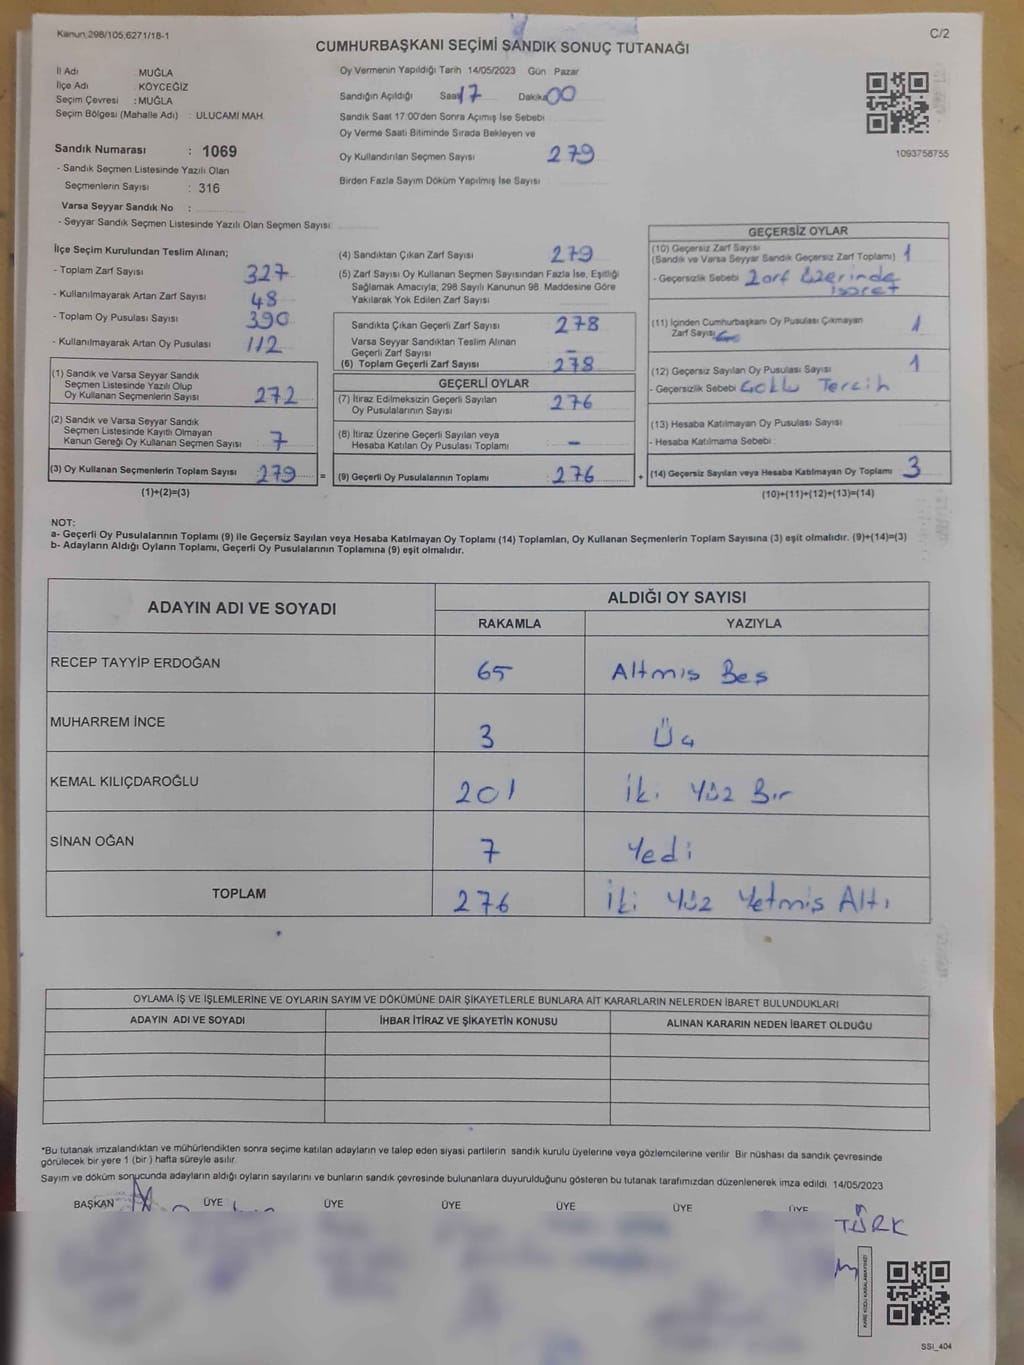 Kanun 298/105,6271/18-1
C/2
CUMHURBAŞKANI SEÇİMİ SANDIK SONUÇ TUTANAĞI
İl Adı MUĞLA
İlçe Adı KÖYCEĞİZ
Seçim Çevresi : MUĞLA
Seçim Bölgesi (Mahalle Adı) : ULUCAMİ MAH.
Sandık Numarası : 1069
- Sandık Seçmen Listesinde Yazılı Olan
Seçmenlerin Sayısı : 316
Varsa Seyyar Sandık No :
- Seyyar Sandık Seçmen Listesinde Yazılı Olan Seçmen Sayısı:
Oy Vermenin Yapıldığı Tarih 14/05/2023 Gün Pazar
Sandığın Açıldığı Saat 17 Dakika 00
Sandık Saat 17:00'den Sonra Açımış İse Sebebi
Oy Verme Saati Bitiminde Sırada Bekleyen ve
Oy Kullandırılan Seçmen Sayısı 279
Birden Fazla Sayım Döküm Yapılmış İse Sayısı
1093758755
İlçe Seçim Kurulundan Teslim Alınan;
- Toplam Zarf Sayısı 327
- Kullanılmayarak Artan Zarf Sayısı 48
- Toplam Oy Pusulası Sayısı 390
- Kullanılmayarak Artan Oy Pusulası 112
(1) Sandık ve Varsa Seyyar Sandık
Seçmen Listesinde Yazılı Olup
Oy Kullanan Seçmenlerin Sayısı 272
(2) Sandık ve Varsa Seyyar Sandık
Seçmen Listesinde Kayıtlı Olmayan
Kanun Gereği Oy Kullanan Seçmen Sayısı : 7
(3) Oy Kullanan Seçmenlerin Toplam Sayısı 279 =
(1)+(2)=(3)
(4) Sandıktan Çıkan Zarf Sayısı 279
(5) Zarf Sayısı Oy Kullanan Seçmen Sayısından Fazla İse, Eşitliği
Sağlamak Amacıyla; 298 Sayılı Kanunun 98. Maddesine Göre
Yakılarak Yok Edilen Zarf Sayısı
Sandıkta Çıkan Geçerli Zarf Sayısı 278
Varsa Seyyar Sandıktan Teslim Alınan
Geçerli Zarf Sayısı –
(6) Toplam Geçerli Zarf Sayısı 278
GEÇERLİ OYLAR
(7) İtiraz Edilmeksizin Geçerli Sayılan
Oy Pusulalarının Sayısı 276
(8) İtiraz Üzerine Geçerli Sayılan veya
Hesaba Katılan Oy Pusulası Toplamı –
(9) Geçerli Oy Pusulalarının Toplamı : 276 +
GEÇERSİZ OYLAR
(10) Geçersiz Zarf Sayısı
(Sandık ve Varsa Seyyar Sandık Geçersiz Zarf Toplamı) 1
- Geçersizlik Sebebi Zarf üzerinde
isaret
(11) İçinden Cumhurbaşkanı Oy Pusulası Çıkmayan
Zarf Sayısı 1
(12) Geçersiz Sayılan Oy Pusulası Sayısı 1
- Geçersizlik Sebebi Coklu Tercih
(13) Hesaba Katılmayan Oy Pusulası Sayısı
- Hesaba Katılmama Sebebi
(14) Geçersiz Sayılan veya Hesaba Katılmayan Oy Toplamı 3
(10)+(11)+(12)+(13)=(14)
NOT:
a- Geçerli Oy Pusulalarının Toplamı (9) ile Geçersiz Sayılan veya Hesaba Katılmayan Oy Toplamı (14) Toplamları, Oy Kullanan Seçmenlerin Toplam Sayısına (3) eşit olmalıdır. (9)+(14)=(3)
b- Adayların Aldığı Oyların Toplamı, Geçerli Oy Pusulalarının Toplamına (9) eşit olmalıdır.
ADAYIN ADI VE SOYADI ALDIĞI OY SAYISI
RAKAMLA YAZIYLA
RECEP TAYYİP ERDOĞAN 65 Altmıs Bes
MUHARREM İNCE 3 Üç
KEMAL KILIÇDAROĞLU 201 İki Yüz Bir
SİNAN OĞAN 7 Yedi
TOPLAM 276 İki Yüz Yetmis Altı
OYLAMA İŞ VE İŞLEMLERİNE VE OYLARIN SAYIM VE DÖKÜMÜNE DAİR ŞİKAYETLERLE BUNLARA AİT KARARLARIN NELERDEN İBARET BULUNDUKLARI
ADAYIN ADI VE SOYADI İHBAR İTİRAZ VE ŞİKAYETİN KONUSU ALINAN KARARIN NEDEN İBARET OLDUĞU
*Bu tutanak imzalandıktan ve mühürlendikten sonra seçime katılan adayların ve talep eden siyasi partilerin sandık kurulu üyelerine veya gözlemcilerine verilir. Bir nüshası da sandık çevresinde
görülecek bir yere 1 (bir) hafta süreyle asılır.
Sayım ve döküm sonucunda adayların aldığı oyların sayılarını ve bunların sandık çevresinde bulunanlara duyurulduğunu gösteren bu tutanak tarafımızdan düzenlenerek imza edildi. 14/05/2023
BAŞKAN ÜYE ÜYE ÜYE ÜYE ÜYE ÜYE
TÜRK
KARE KODU KARALAMAYINIZ!
SSI_404